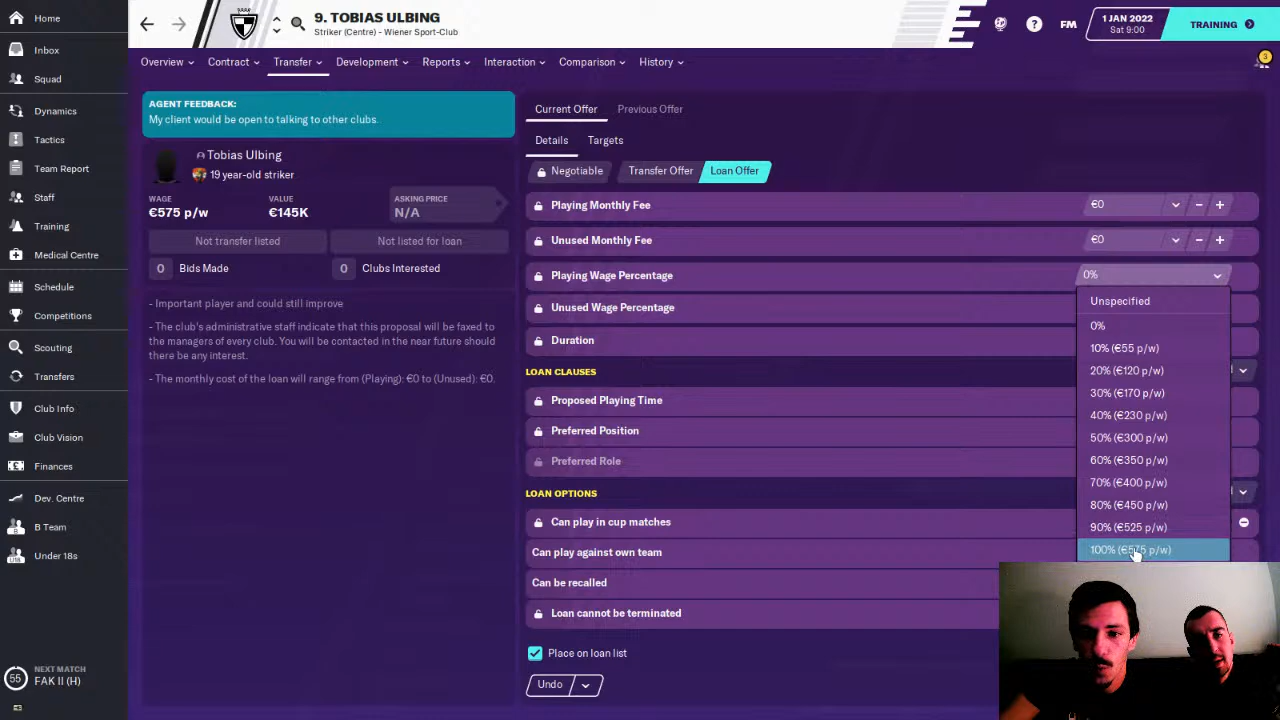 Home
Inbox
Squad
Dynamics
Tactics
Team Report
Staff
Training
Medical Centre
Schedule
Competitions
Scouting
Transfers
Club Info
Club Vision
Finances
Dev. Centre
B Team
Under 18s
55
NEXT MATCH
FAK II (H)
9. TOBIAS ULBING
Striker (Centre) - Wiener Sport-Club
?
FM
1 JAN 2022
Sat 9:00
TRAINING
3
Overview
Contract
Transfer
Development
Reports
Interaction
Comparison
History
AGENT FEEDBACK:
My client would be open to talking to other clubs.
Tobias Ulbing
19 year-old striker
WAGE
€575 p/w
VALUE
€145K
ASKING PRICE
N/A
Not transfer listed
Not listed for loan
0 Bids Made
0 Clubs Interested
- Important player and could still improve
- The club's administrative staff indicate that this proposal will be faxed
to the managers of every club. You will be contacted in the near future should
there be any interest.
- The monthly cost of the loan will range from (Playing): €0 to (Unused): €0.
Current Offer
Previous Offer
Details
Targets
Negotiable
Transfer Offer
Loan Offer
Playing Monthly Fee
€0
Unused Monthly Fee
€0
Playing Wage Percentage
0%
Unused Wage Percentage
Duration
LOAN CLAUSES
Proposed Playing Time
Preferred Position
Preferred Role
LOAN OPTIONS
Can play in cup matches
Can play against own team
Can be recalled
Loan cannot be terminated
Place on loan list
Undo
Unspecified
0%
10% (€55 p/w)
20% (€120 p/w)
30% (€170 p/w)
40% (€230 p/w)
50% (€300 p/w)
60% (€350 p/w)
70% (€400 p/w)
80% (€450 p/w)
90% (€525 p/w)
100% (€575 p/w)